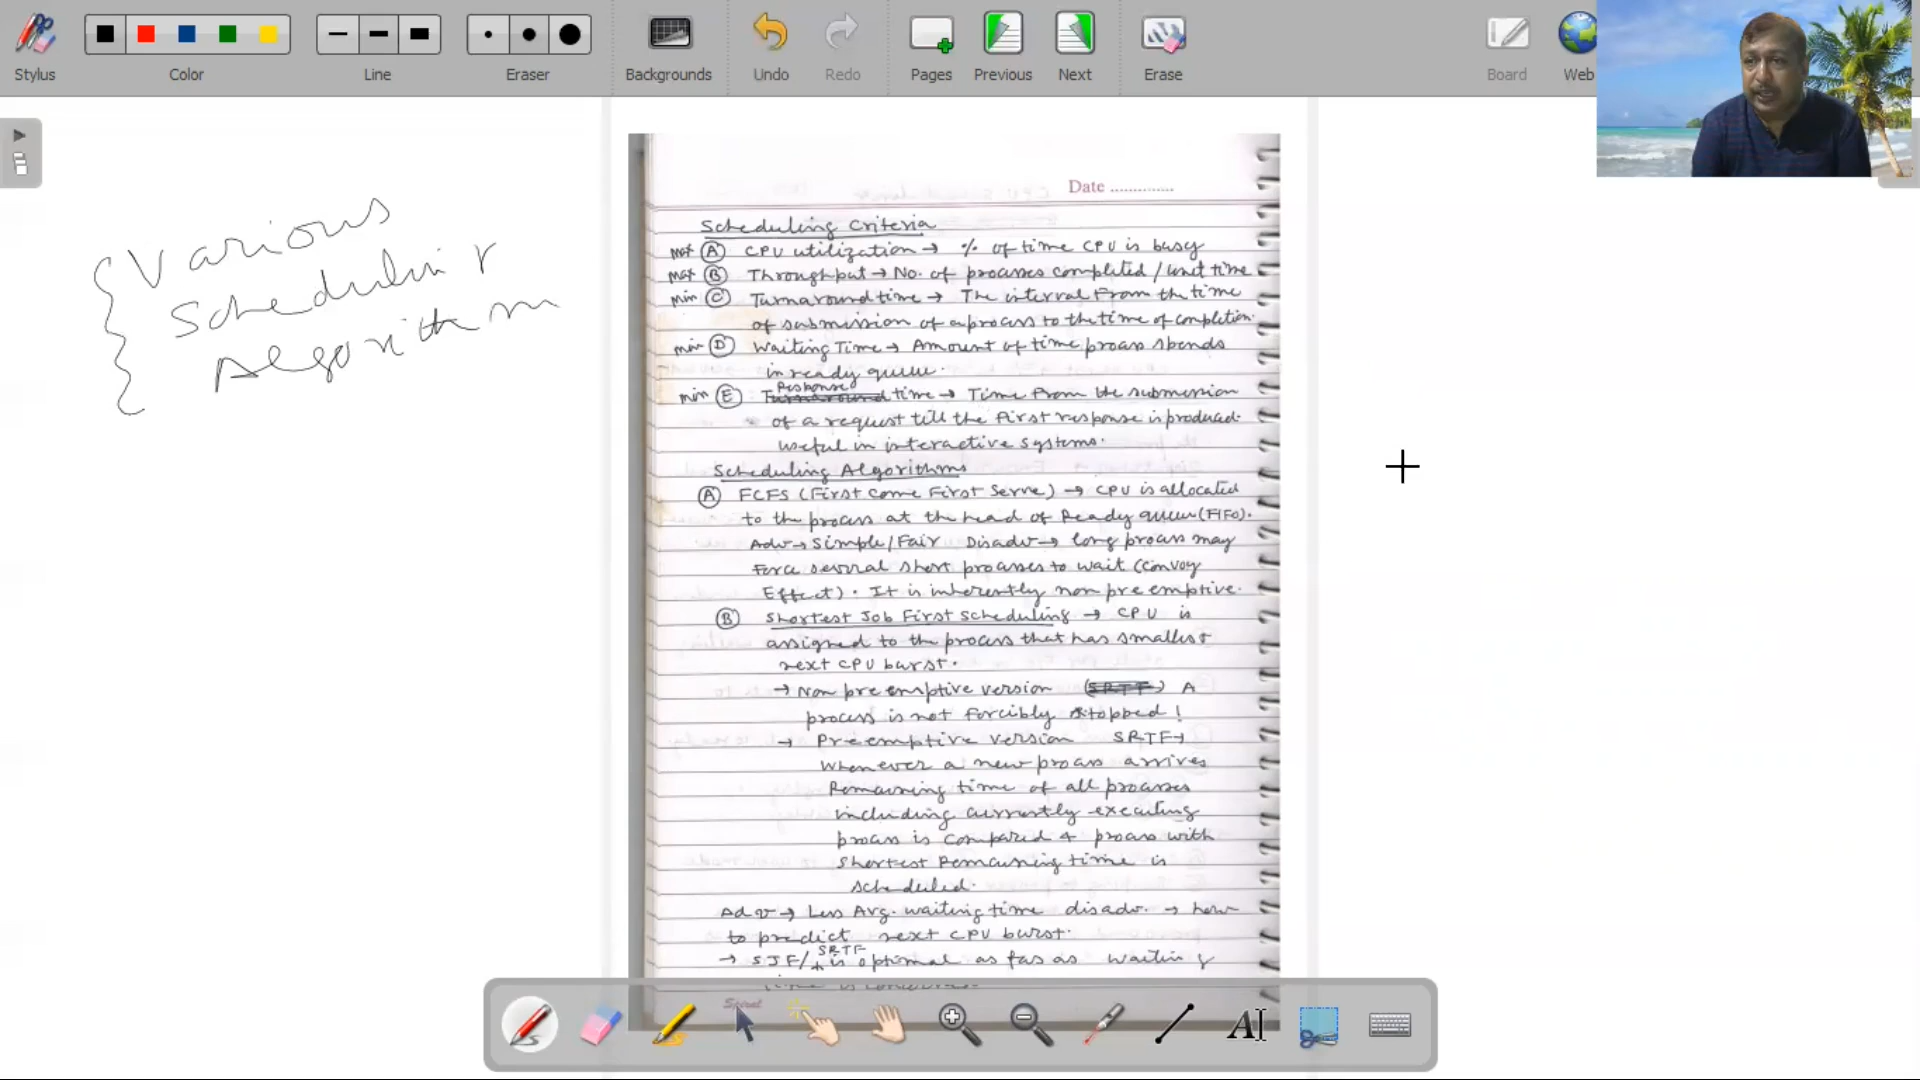 Stylus
Color
Line
Eraser
Backgrounds
Undo
Redo
Pages
Previous
Next
Erase
Board
Web
Various
Scheduling
Algorithm
Date ..............
Scheduling Criteria
max A CPU utilization → % of time CPU is busy
max B Throughput → No. of processes completed / unit time
min C Turnaround time → The interval from the time
of submission of a process to the time of completion.
min D Waiting Time → Amount of time process spends
in ready queue.
Response
min E Turnaround time → Time from the submission
of a request till the first response is produced.
useful in interactive systems.
Scheduling Algorithms
A FCFS (First Come First Serve) → CPU is allocated
to the process at the head of Ready queue (FIFO).
Adv → Simple/Fair Disadv → long process may
force several short processes to wait (Convoy
Effect). It is inherently non preemptive.
B Shortest Job First Scheduling → CPU is
assigned to the process that has smallest
next CPU burst.
→ Non preemptive version (SRTF) A
process is not forcibly stopped!
→ Preemptive version SRTF→
Whenever a new process arrives
Remaining time of all processes
including currently executing
process is compared & process with
shortest Remaining time is
scheduled.
Adv → Less Avg. waiting time disadv. → how
to predict next CPU burst.
SRTF
→ SJF/ is optimal as far as waiting
Spiral
A